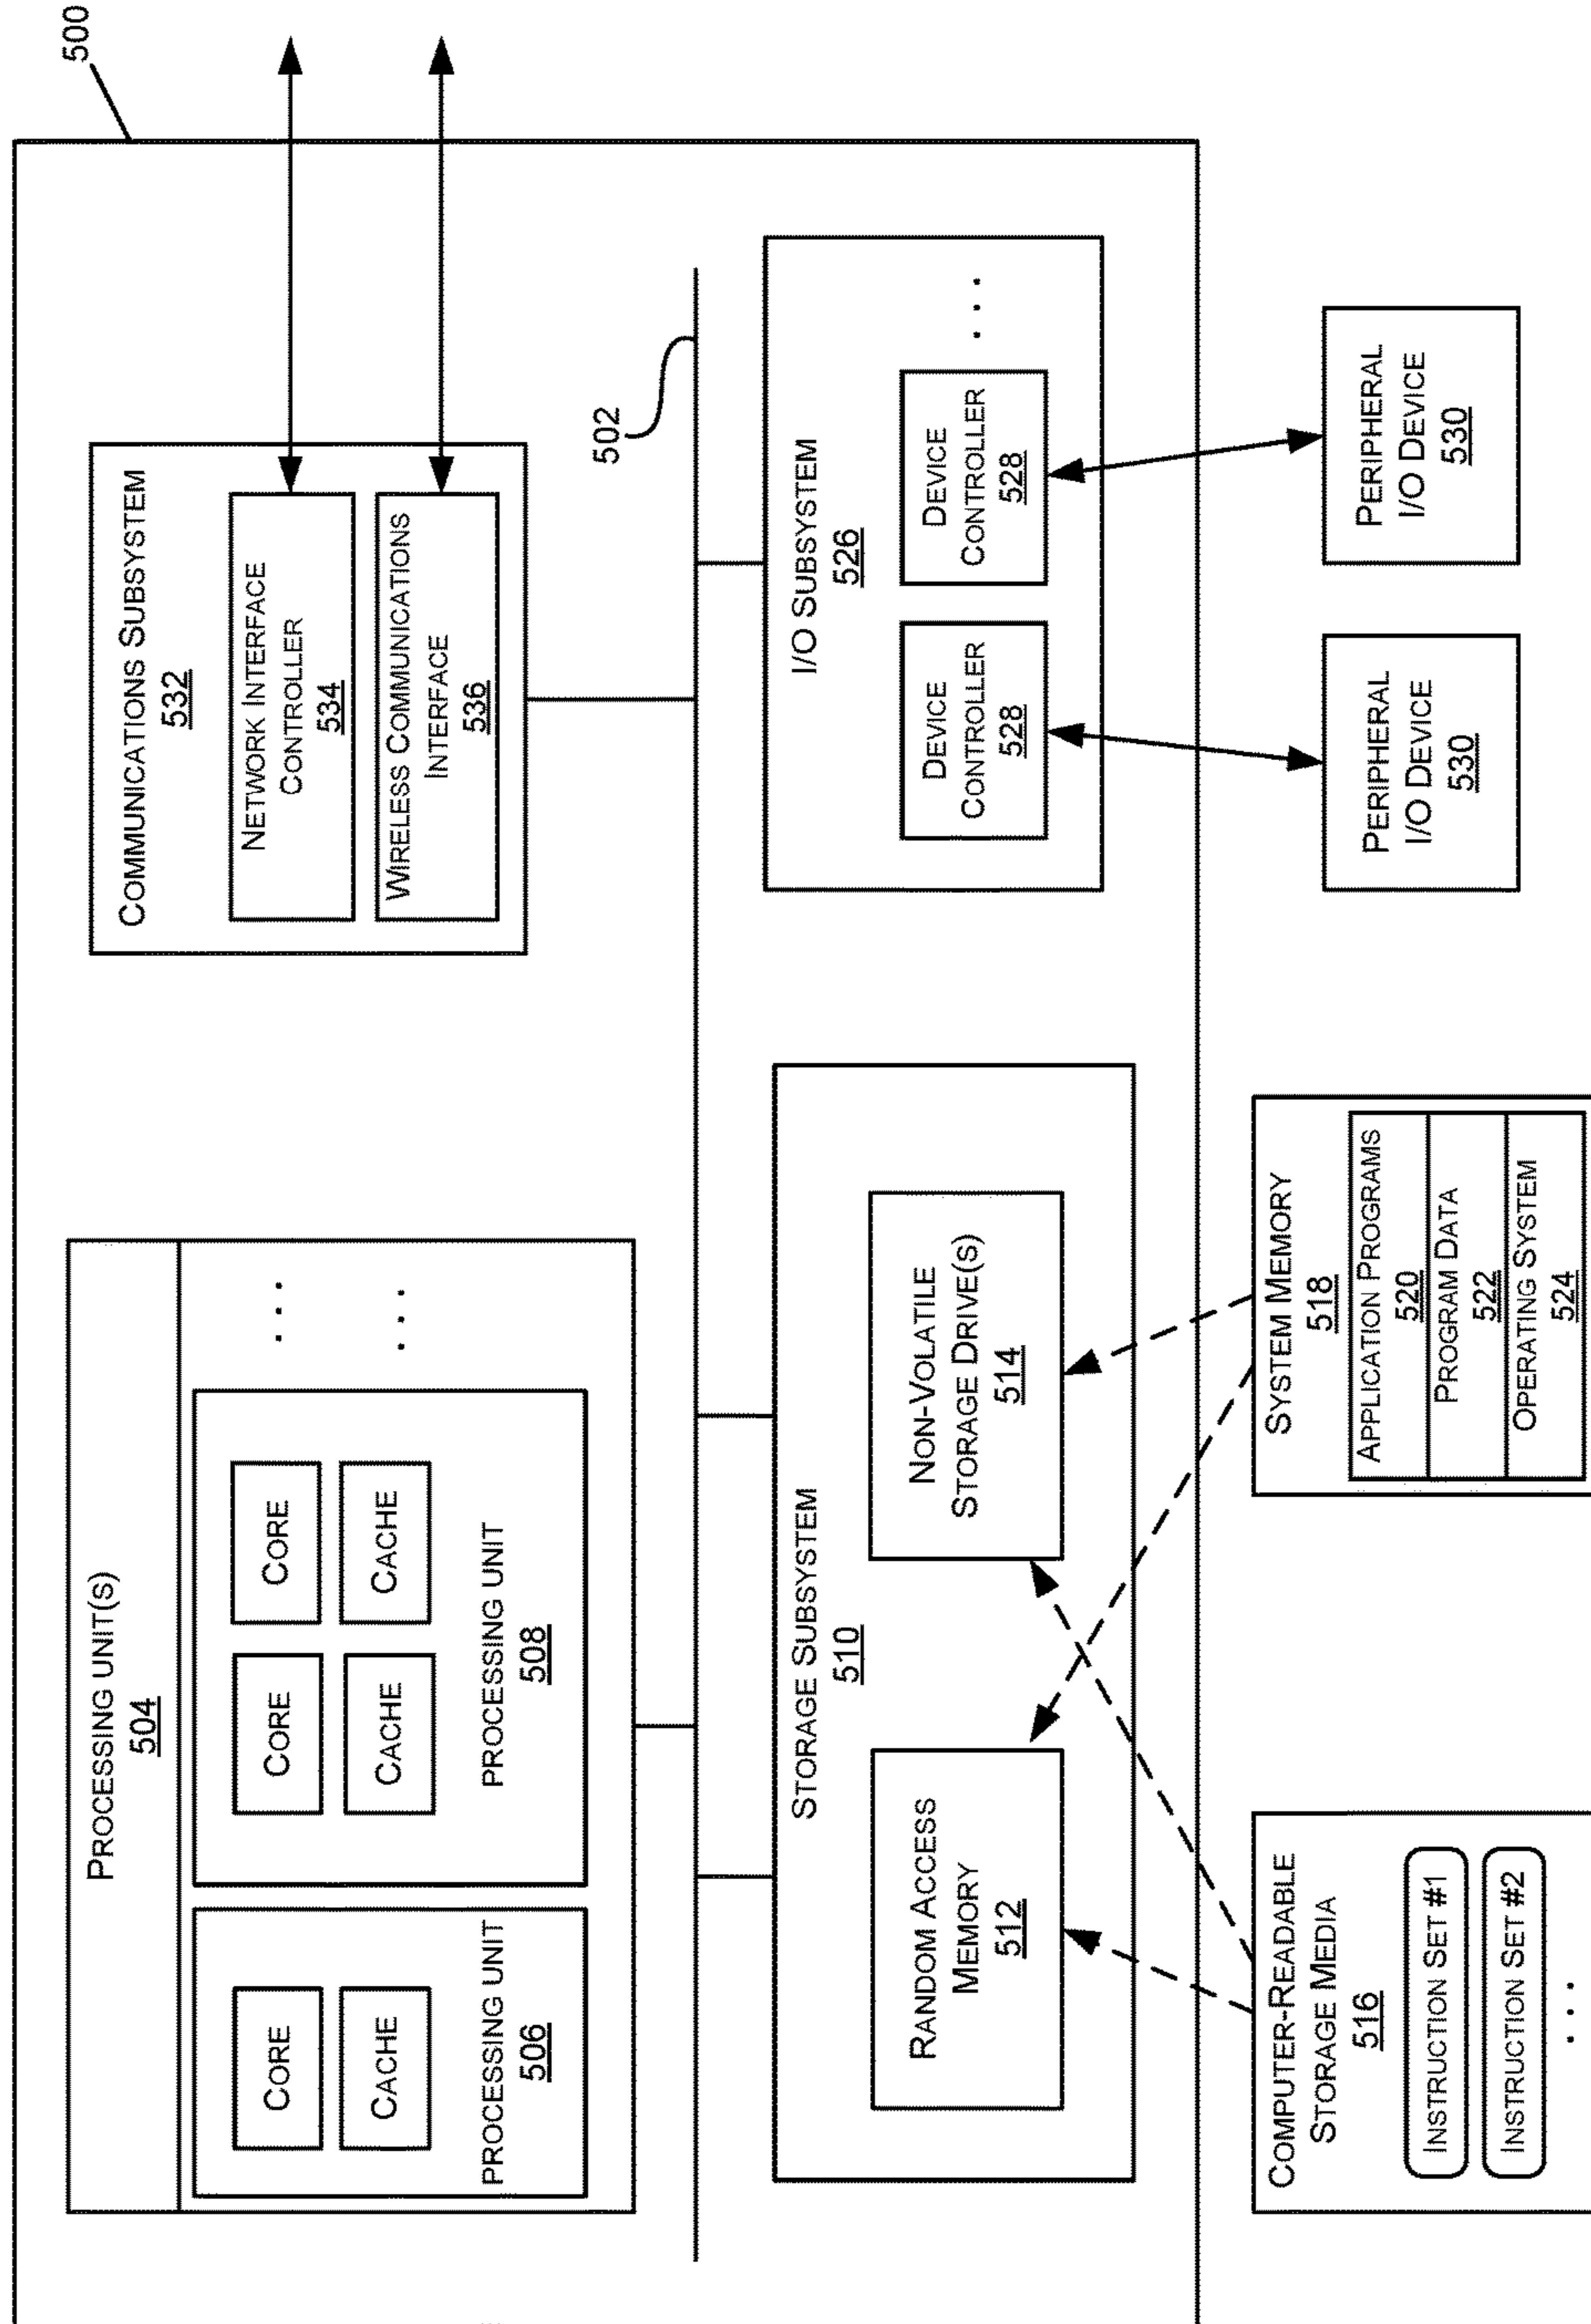 500
PROCESSING UNIT(S)
504
CORE
CACHE
PROCESSING UNIT
506
CORE
CORE
CACHE
CACHE
PROCESSING UNIT
508
...
...
COMMUNICATIONS SUBSYSTEM
532
NETWORK INTERFACE
CONTROLLER
534
WIRELESS COMMUNICATIONS
INTERFACE
536
502
STORAGE SUBSYSTEM
510
RANDOM ACCESS
MEMORY
512
NON-VOLATILE
STORAGE DRIVE(S)
514
I/O SUBSYSTEM
526
DEVICE
CONTROLLER
528
DEVICE
CONTROLLER
528
...
COMPUTER-READABLE
STORAGE MEDIA
516
INSTRUCTION SET #1
INSTRUCTION SET #2
...
SYSTEM MEMORY
518
APPLICATION PROGRAMS
520
PROGRAM DATA
522
OPERATING SYSTEM
524
PERIPHERAL
I/O DEVICE
530
PERIPHERAL
I/O DEVICE
530